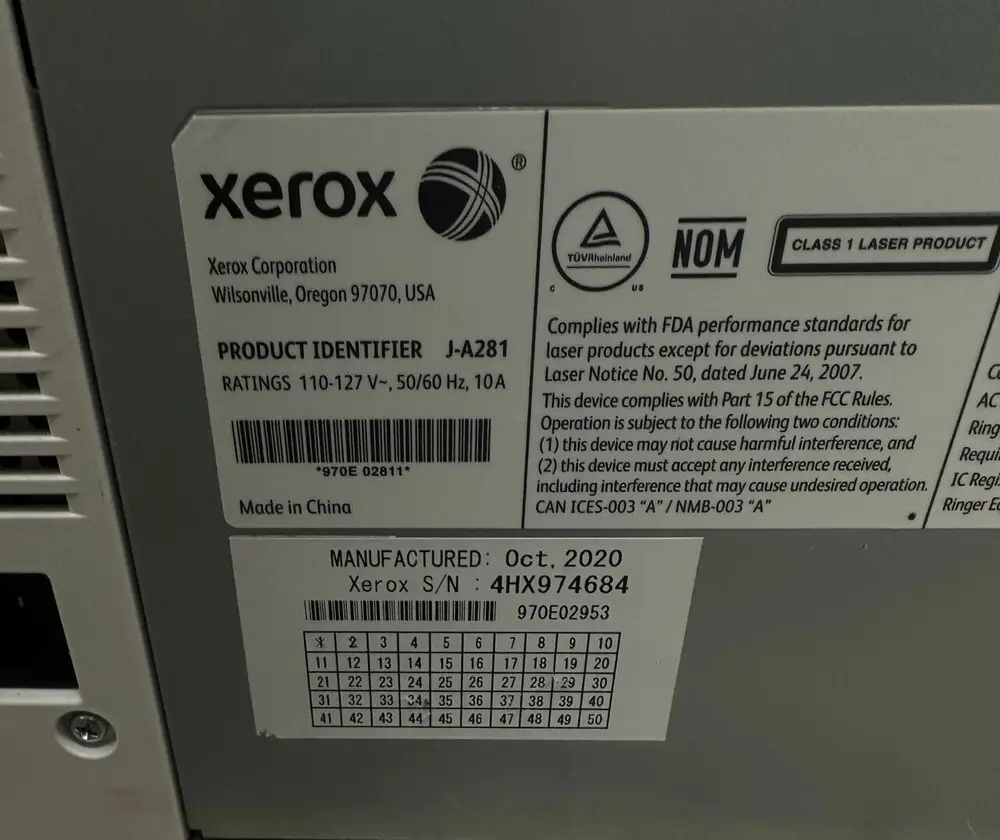 xerox ®
Xerox Corporation
Wilsonville, Oregon 97070, USA
PRODUCT IDENTIFIER J-A281
RATINGS 110-127 V~, 50/60 Hz, 10 A
*970E 02811*
Made in China
TÜVRheinland
C US
NOM
CLASS 1 LASER PRODUCT
Complies with FDA performance standards for
laser products except for deviations pursuant to
Laser Notice No. 50, dated June 24, 2007.
This device complies with Part 15 of the FCC Rules.
Operation is subject to the following two conditions:
(1) this device may not cause harmful interference, and
(2) this device must accept any interference received,
including interference that may cause undesired operation.
CAN ICES-003 "A" / NMB-003 "A"
AC
Ring
IC
Ringer
MANUFACTURED: Oct, 2020
Xerox S/N : 4HX974684
970E02953
2 3 4 5 6 7 8 9 10
11 12 13 14 15 16 17 18 19 20
21 22 23 24 25 26 27 28 29 30
31 32 33 34 35 36 37 38 39 40
41 42 43 44 45 46 47 48 49 50